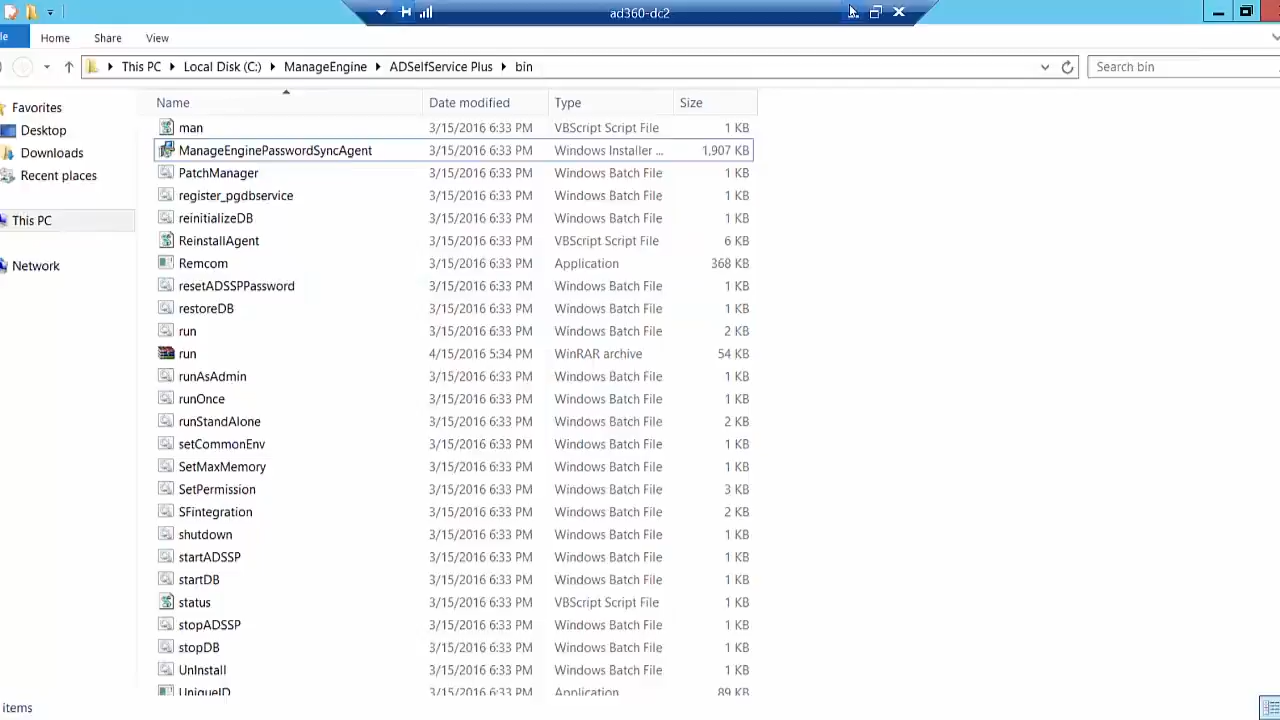 ad360-dc2
Home Share View
This PC Local Disk (C:) ManageEngine ADSelfService Plus bin Search bin
Name Date modified Type Size
Favorites
Desktop
Downloads
Recent places
This PC
Network
man 3/15/2016 6:33 PM VBScript Script File 1 KB
ManageEnginePasswordSyncAgent 3/15/2016 6:33 PM Windows Installer ... 1,907 KB
PatchManager 3/15/2016 6:33 PM Windows Batch File 1 KB
register_pgdbservice 3/15/2016 6:33 PM Windows Batch File 1 KB
reinitializeDB 3/15/2016 6:33 PM Windows Batch File 1 KB
ReinstallAgent 3/15/2016 6:33 PM VBScript Script File 6 KB
Remcom 3/15/2016 6:33 PM Application 368 KB
resetADSSPPassword 3/15/2016 6:33 PM Windows Batch File 1 KB
restoreDB 3/15/2016 6:33 PM Windows Batch File 1 KB
run 3/15/2016 6:33 PM Windows Batch File 2 KB
run 4/15/2016 5:34 PM WinRAR archive 54 KB
runAsAdmin 3/15/2016 6:33 PM Windows Batch File 1 KB
runOnce 3/15/2016 6:33 PM Windows Batch File 1 KB
runStandAlone 3/15/2016 6:33 PM Windows Batch File 2 KB
setCommonEnv 3/15/2016 6:33 PM Windows Batch File 1 KB
SetMaxMemory 3/15/2016 6:33 PM Windows Batch File 1 KB
SetPermission 3/15/2016 6:33 PM Windows Batch File 3 KB
SFintegration 3/15/2016 6:33 PM Windows Batch File 2 KB
shutdown 3/15/2016 6:33 PM Windows Batch File 1 KB
startADSSP 3/15/2016 6:33 PM Windows Batch File 1 KB
startDB 3/15/2016 6:33 PM Windows Batch File 1 KB
status 3/15/2016 6:33 PM VBScript Script File 1 KB
stopADSSP 3/15/2016 6:33 PM Windows Batch File 1 KB
stopDB 3/15/2016 6:33 PM Windows Batch File 1 KB
UnInstall 3/15/2016 6:33 PM Windows Batch File 1 KB
UniqueID 3/15/2016 6:33 PM Application 89 KB
items